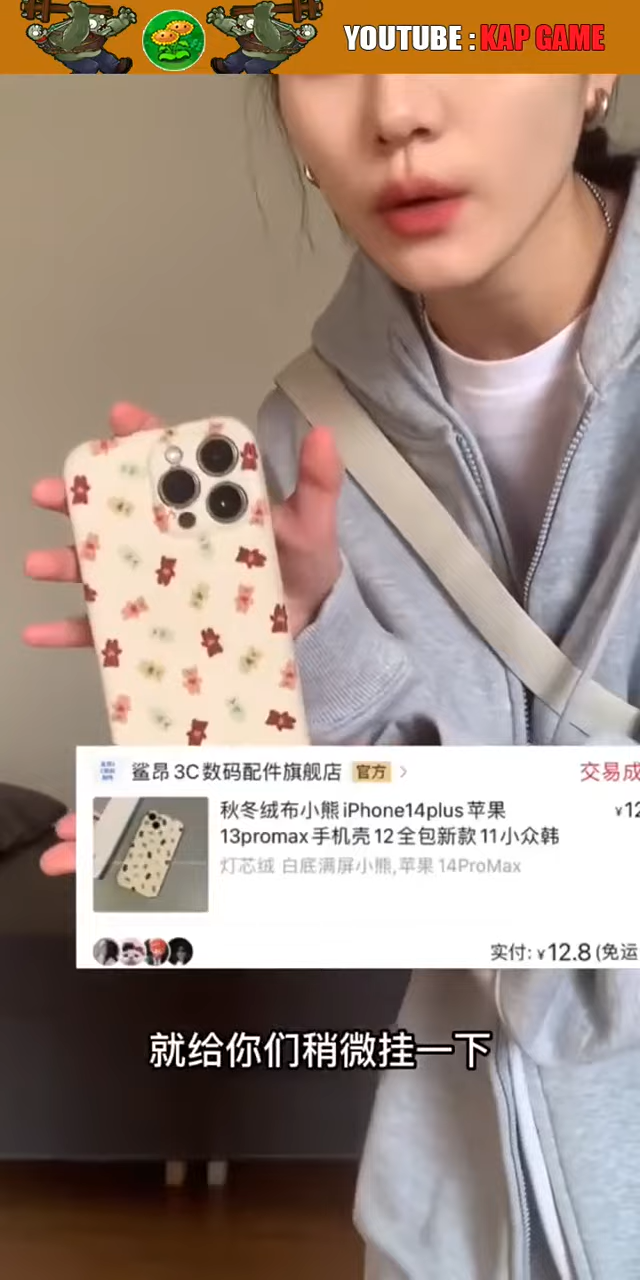 YOUTUBE : KAP GAME
鲨昂3C数码配件旗舰店 官方
交易成
秋冬绒布小熊iPhone14plus苹果
¥12
13promax手机壳12全包新款11小众韩
灯芯绒 白底满屏小熊,苹果14ProMax
实付: ¥12.8 (免运
就给你们稍微挂一下